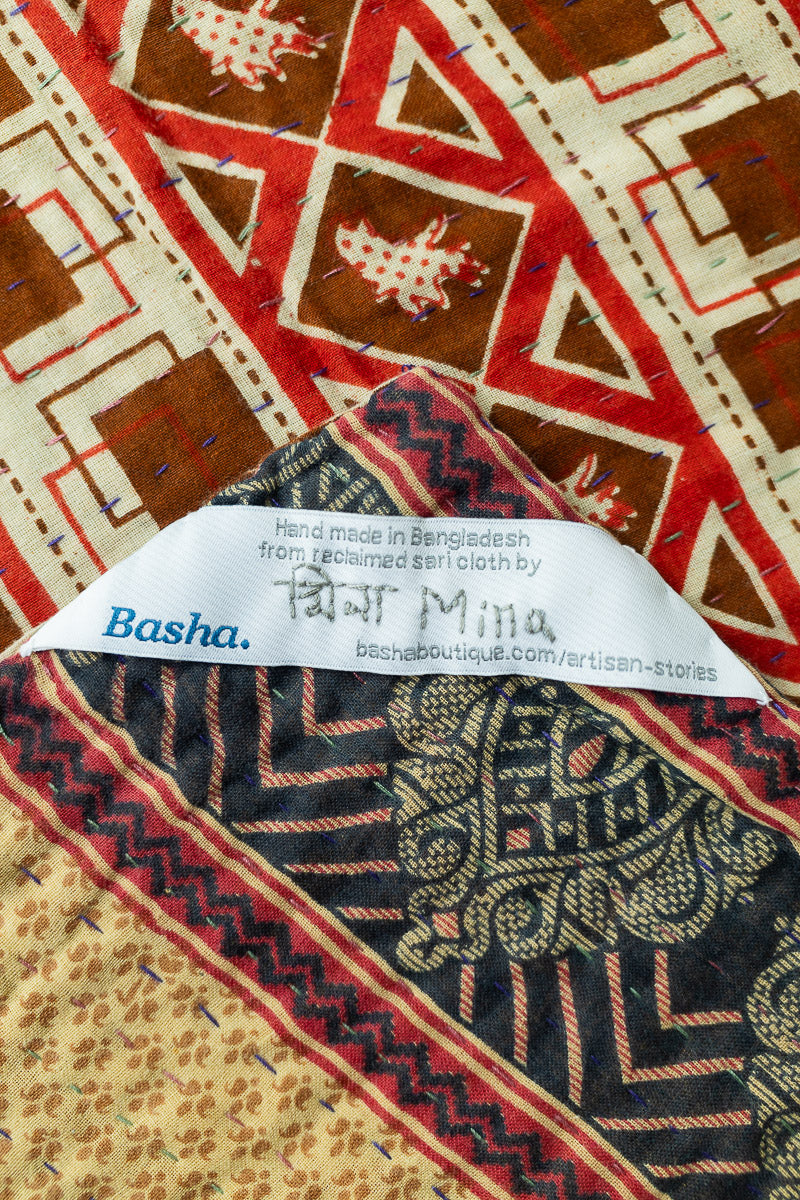 Hand made in Bangladesh
from reclaimed sari cloth by
মিনা Mina
Basha.
bashaboutique.com/artisan-stories